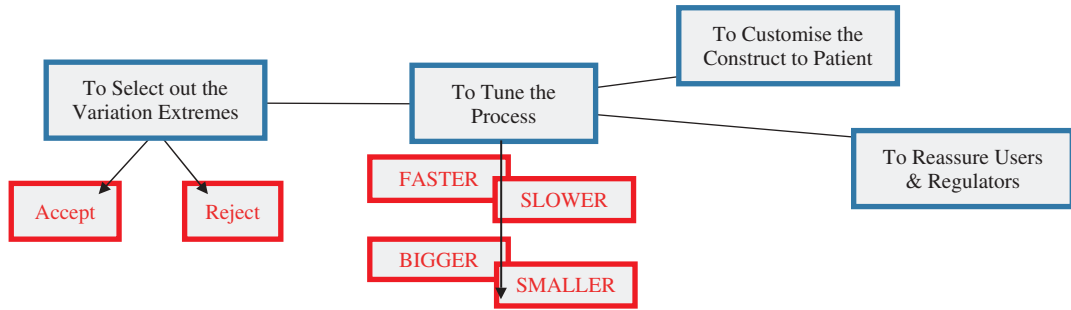 To Customise the
Construct to Patient
To Select out the
Variation Extremes
To Tune the
Process
To Reassure Users
& Regulators
Accept
Reject
FASTER
SLOWER
BIGGER
SMALLER